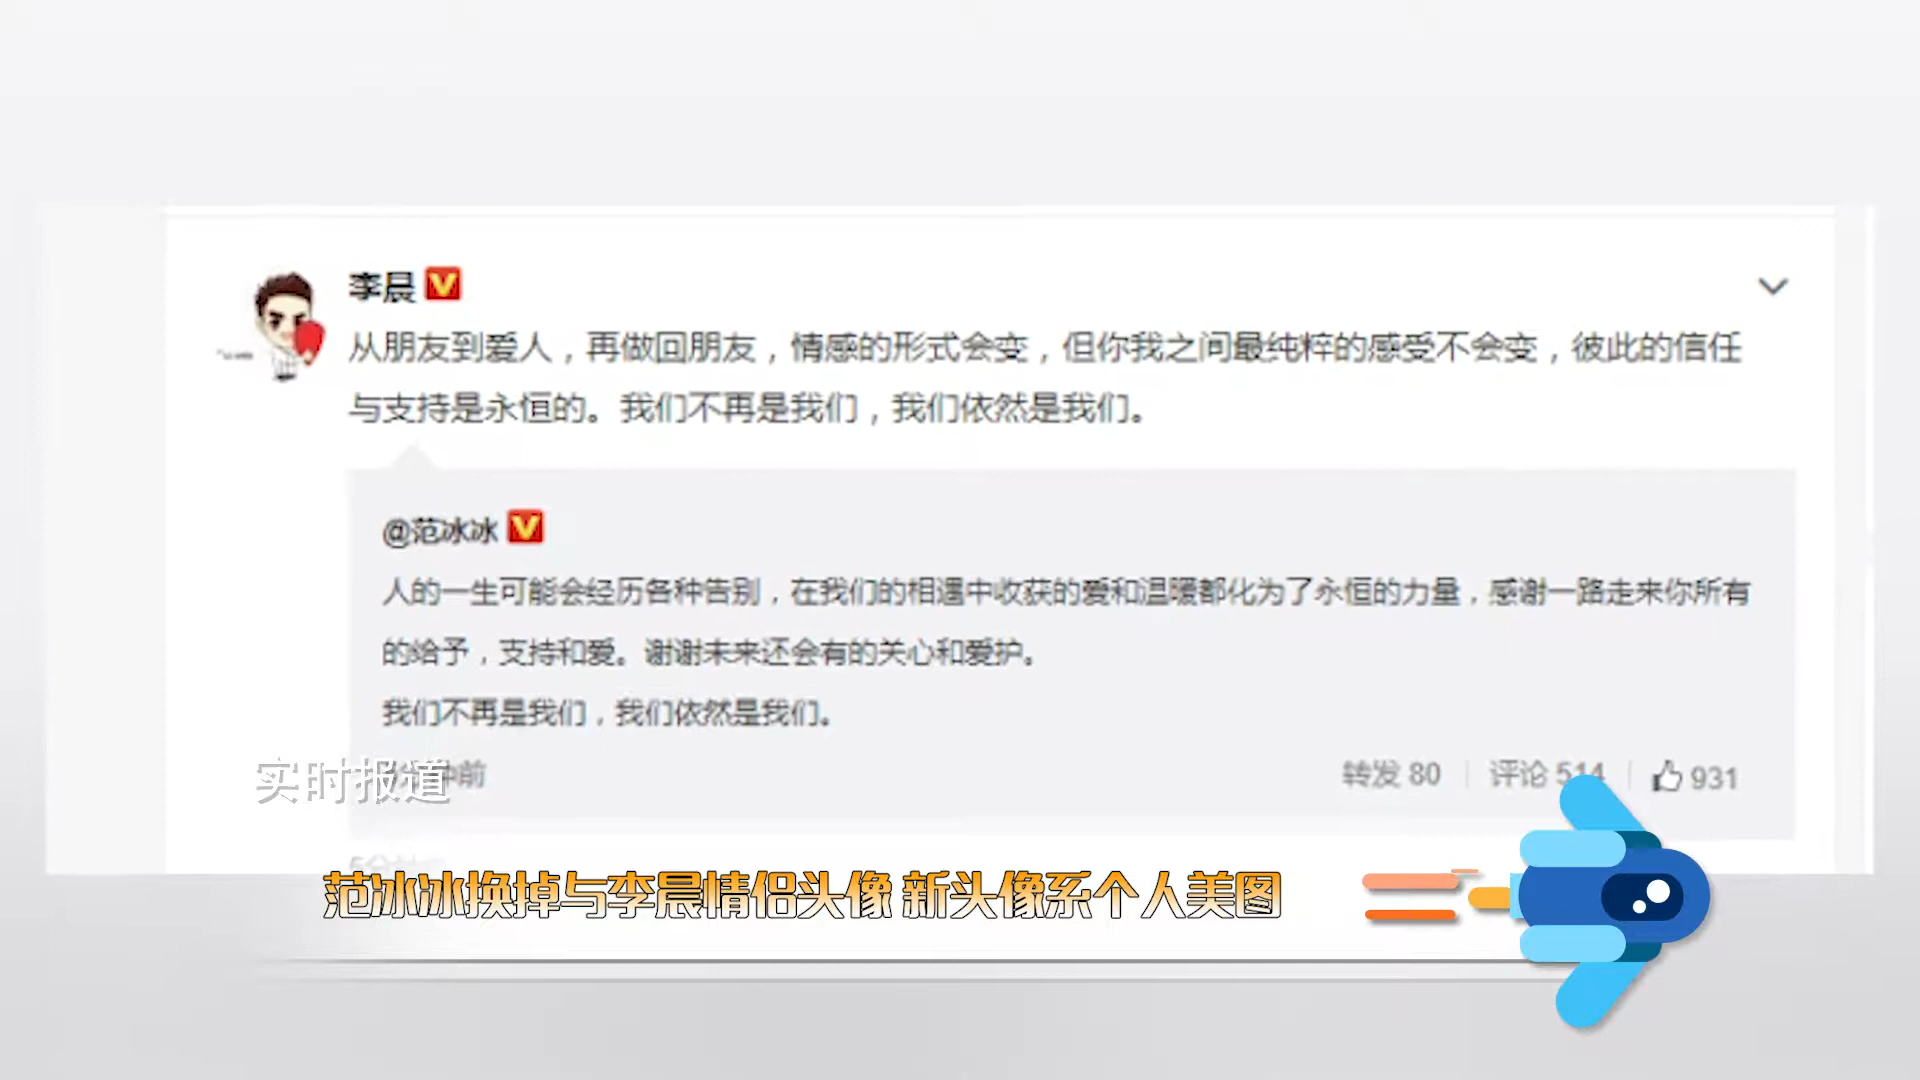 李晨
从朋友到爱人，再做回朋友，情感的形式会变，但你我之间最纯粹的感受不会变，彼此的信任
与支持是永恒的。我们不再是我们，我们依然是我们。
@范冰冰
人的一生可能会经历各种告别，在我们的相遇中收获的爱和温暖都化为了永恒的力量，感谢一路走来你所有
的给予，支持和爱。谢谢未来还会有的关心和爱护。
我们不再是我们，我们依然是我们。
钟前
转发 80 评论 514 931
实时报道
范冰冰换掉与李晨情侣头像 新头像系个人美图